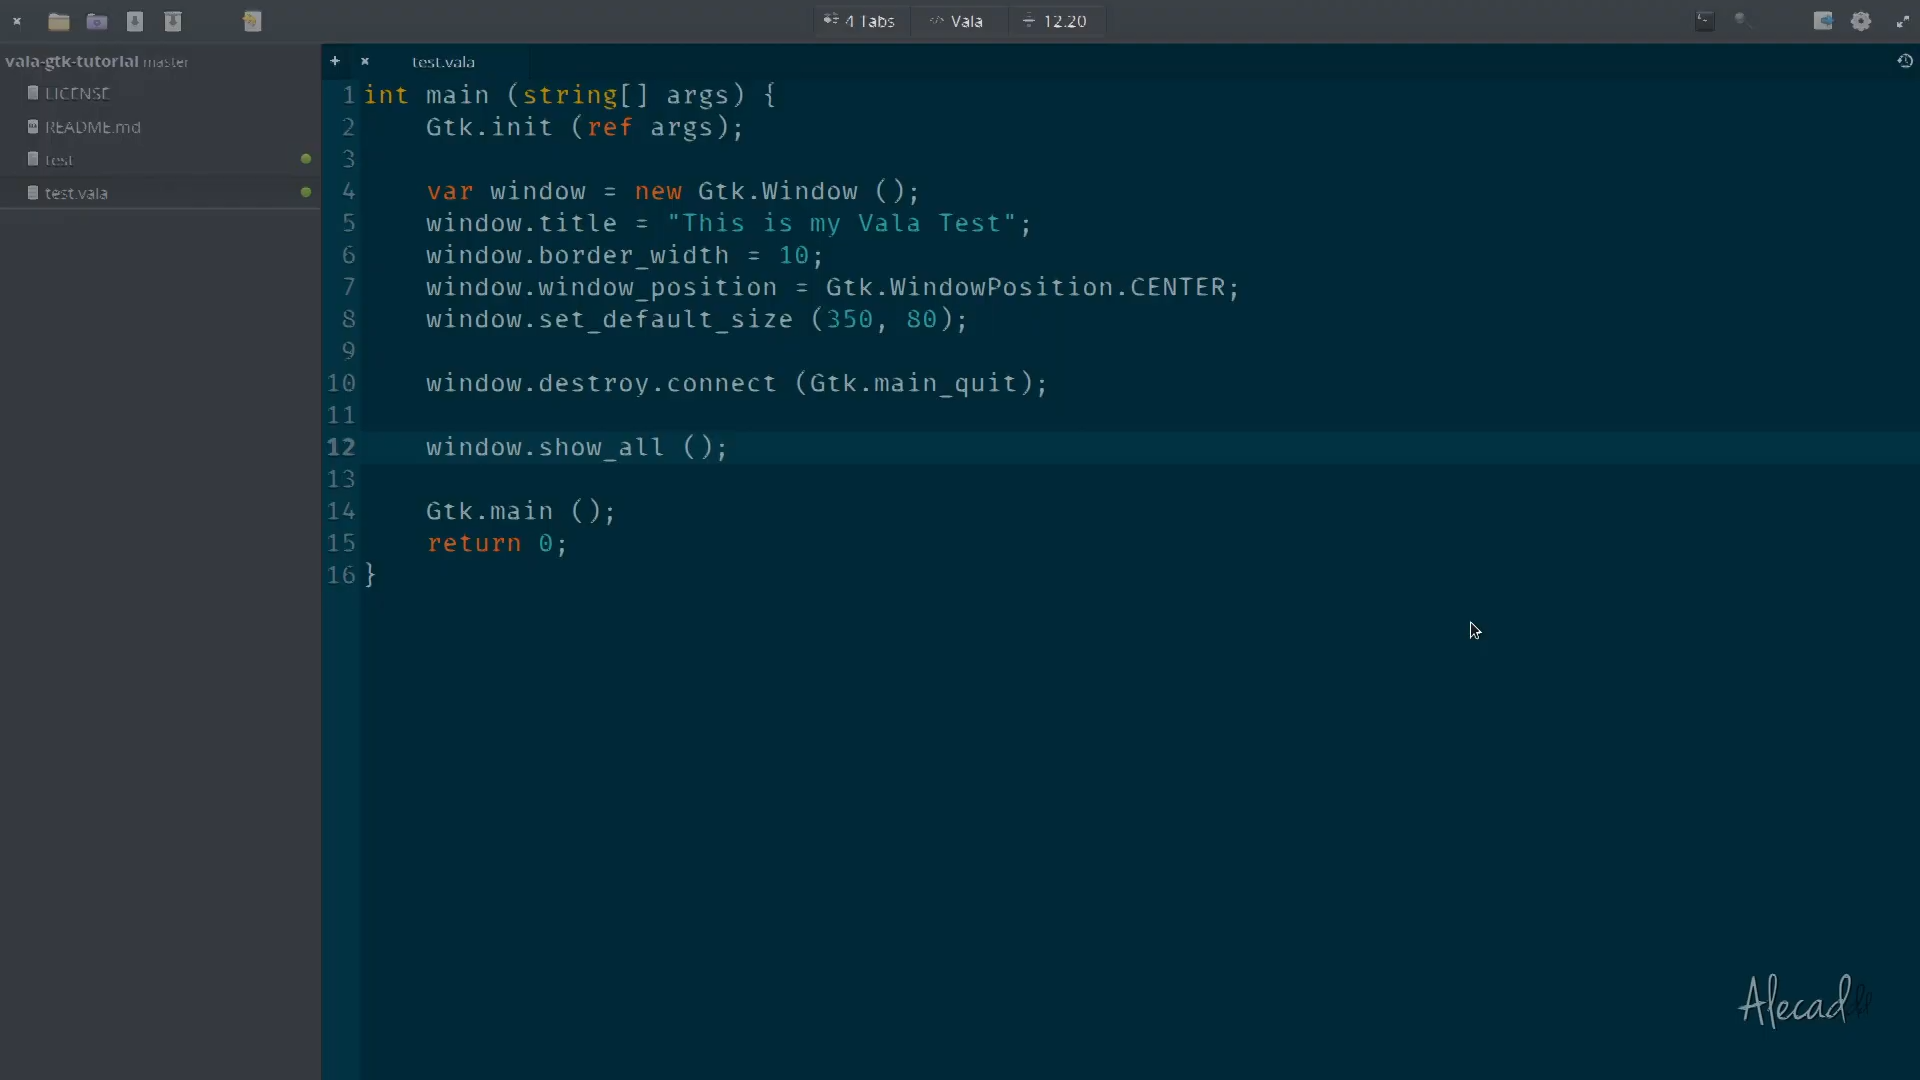 4 Tabs
Vala
12.20
vala-gtk-tutorial master
LICENSE
README.md
test
test.vala
test.vala
1 int main (string[] args) {
2     Gtk.init (ref args);
3
4     var window = new Gtk.Window ();
5     window.title = "This is my Vala Test";
6     window.border_width = 10;
7     window.window_position = Gtk.WindowPosition.CENTER;
8     window.set_default_size (350, 80);
9
10     window.destroy.connect (Gtk.main_quit);
11
12     window.show_all ();
13
14     Gtk.main ();
15     return 0;
16 }